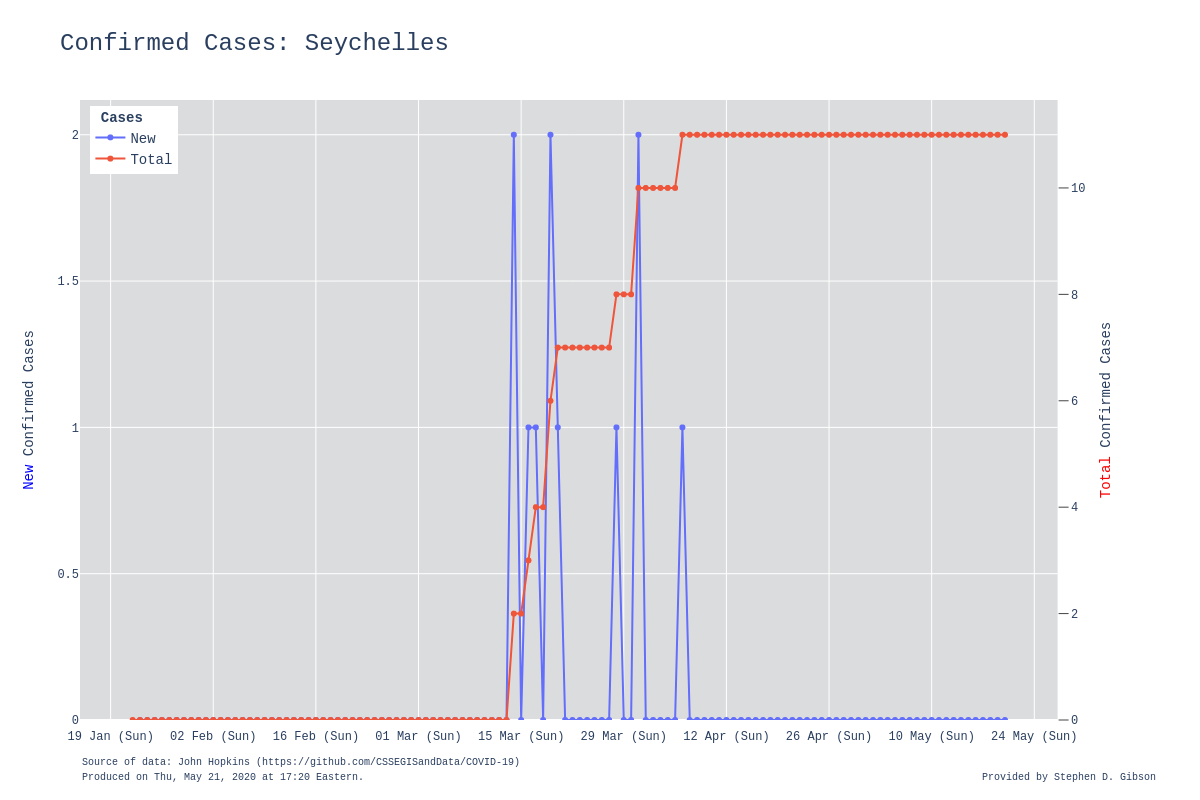 Confirmed Cases: Seychelles
Cases
New
Total
2
1.5
1
0.5
0
10
8
6
4
2
0
New Confirmed Cases
Total Confirmed Cases
19 Jan (Sun) 02 Feb (Sun) 16 Feb (Sun) 01 Mar (Sun) 15 Mar (Sun) 29 Mar (Sun) 12 Apr (Sun) 26 Apr (Sun) 10 May (Sun) 24 May (Sun)
Source of data: John Hopkins (https://github.com/CSSEGISandData/COVID-19)
Produced on Thu, May 21, 2020 at 17:20 Eastern.
Provided by Stephen D. Gibson